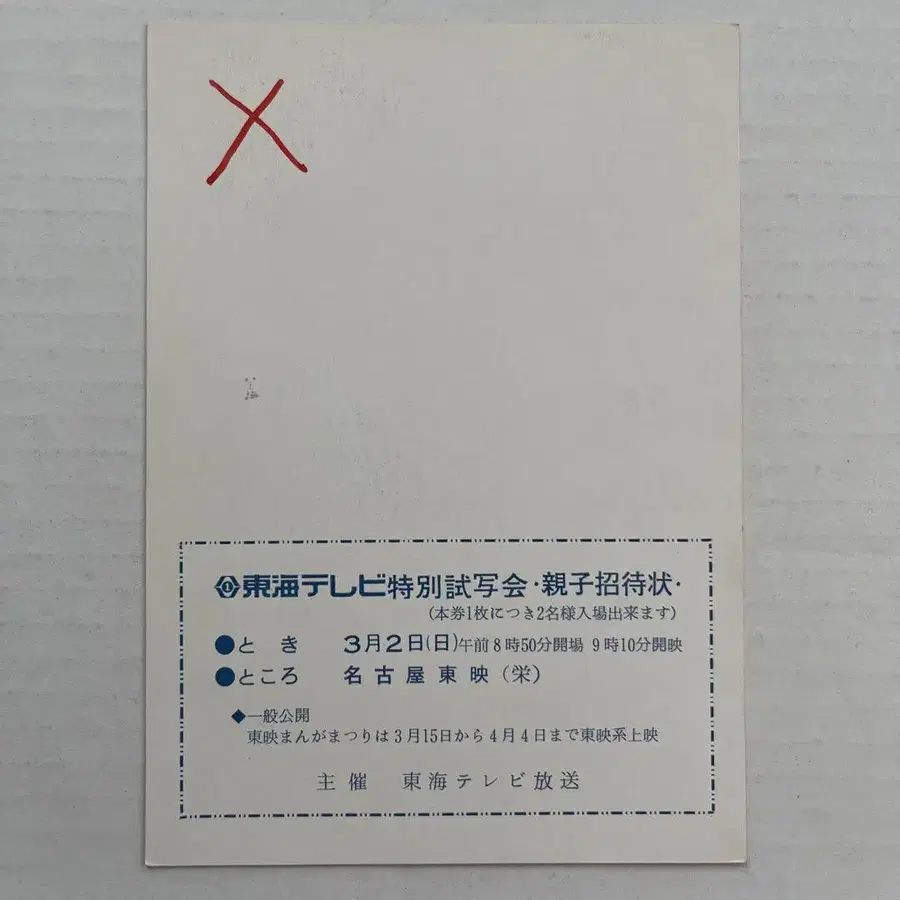 東海テレビ特別試写会・親子招待状・
(本券1枚につき2名様入場出来ます)
●とき 3月2日(日)午前8時50分開場 9時10分開映
●ところ 名古屋東映(栄)
◆一般公開
東映まんがまつりは3月15日から4月4日まで東映系上映
主催 東海テレビ放送